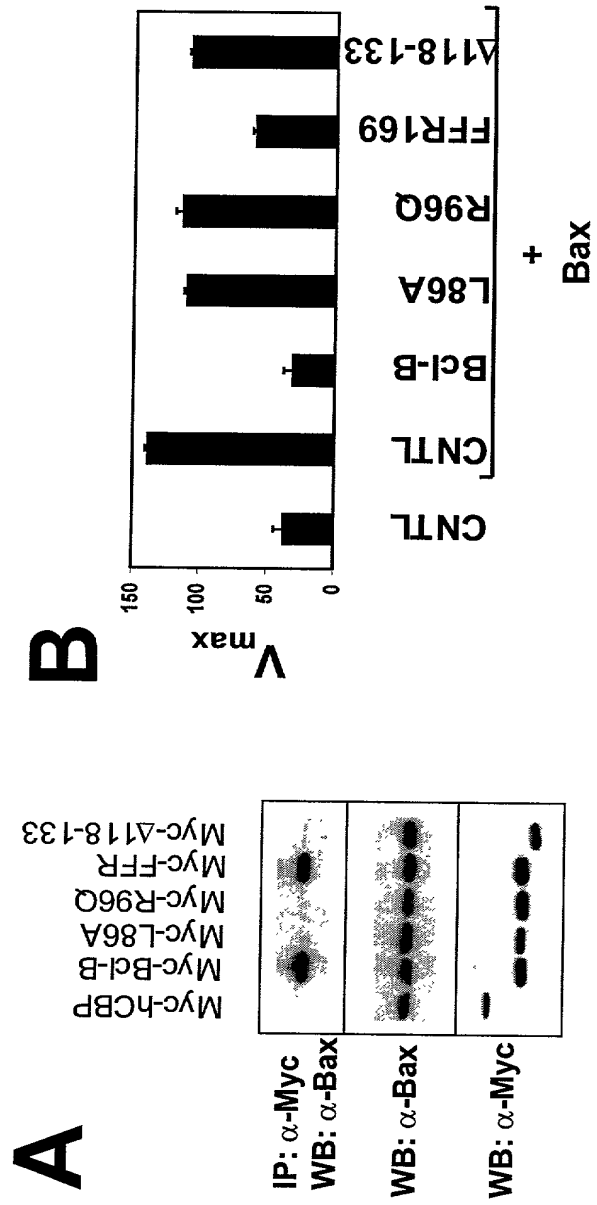 A
Myc-hCBP
Myc-Bcl-B
Myc-L86A
Myc-R96Q
Myc-FFR
Myc-Δ118-133
IP: α-Myc
WB: α-Bax
WB: α-Bax
WB: α-Myc
B
Vmax
150
100
50
0
CNTL
CNTL
Bcl-B
L86A
R96Q
FFR169
Δ118-133
+
Bax